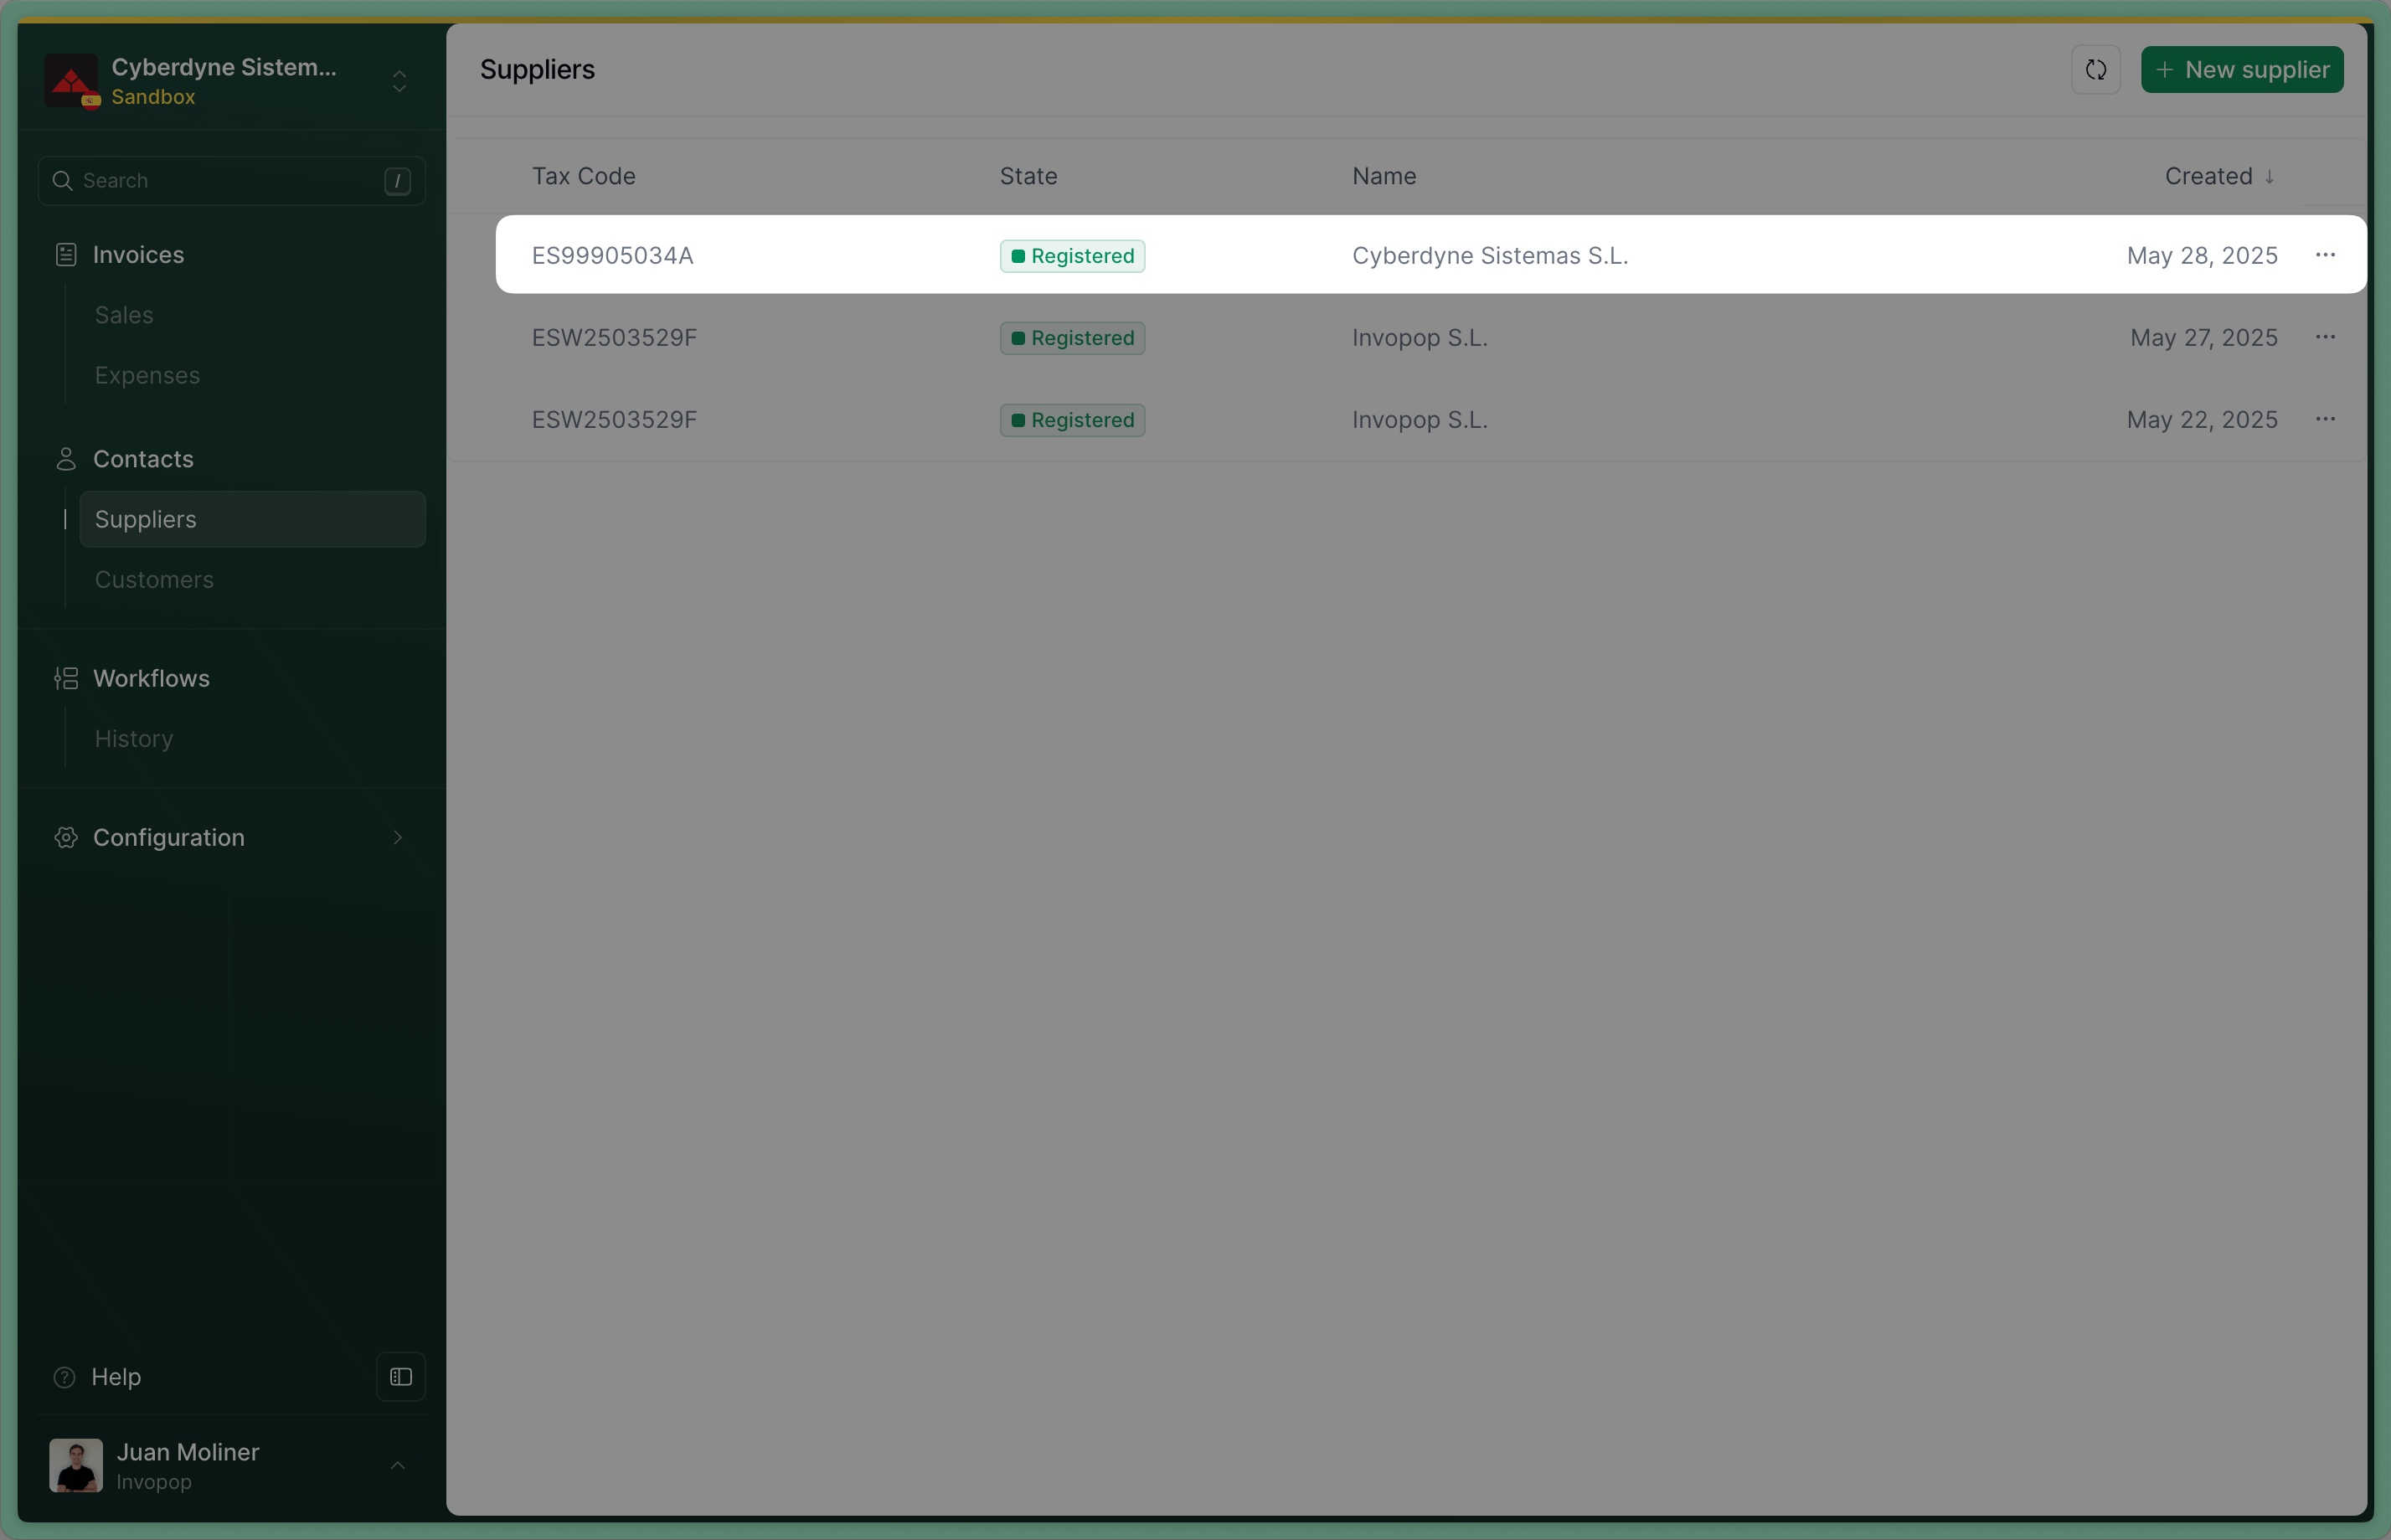 Cyberdyne Sistem...
Sandbox
Search /
Invoices
Sales
Expenses
Contacts
Suppliers
Customers
Workflows
History
Configuration
Help
Juan Moliner
Invopop
Suppliers
+ New supplier
Tax Code State Name Created ↓
ES99905034A Registered Cyberdyne Sistemas S.L. May 28, 2025 ...
ESW2503529F Registered Invopop S.L. May 27, 2025 ...
ESW2503529F Registered Invopop S.L. May 22, 2025 ...